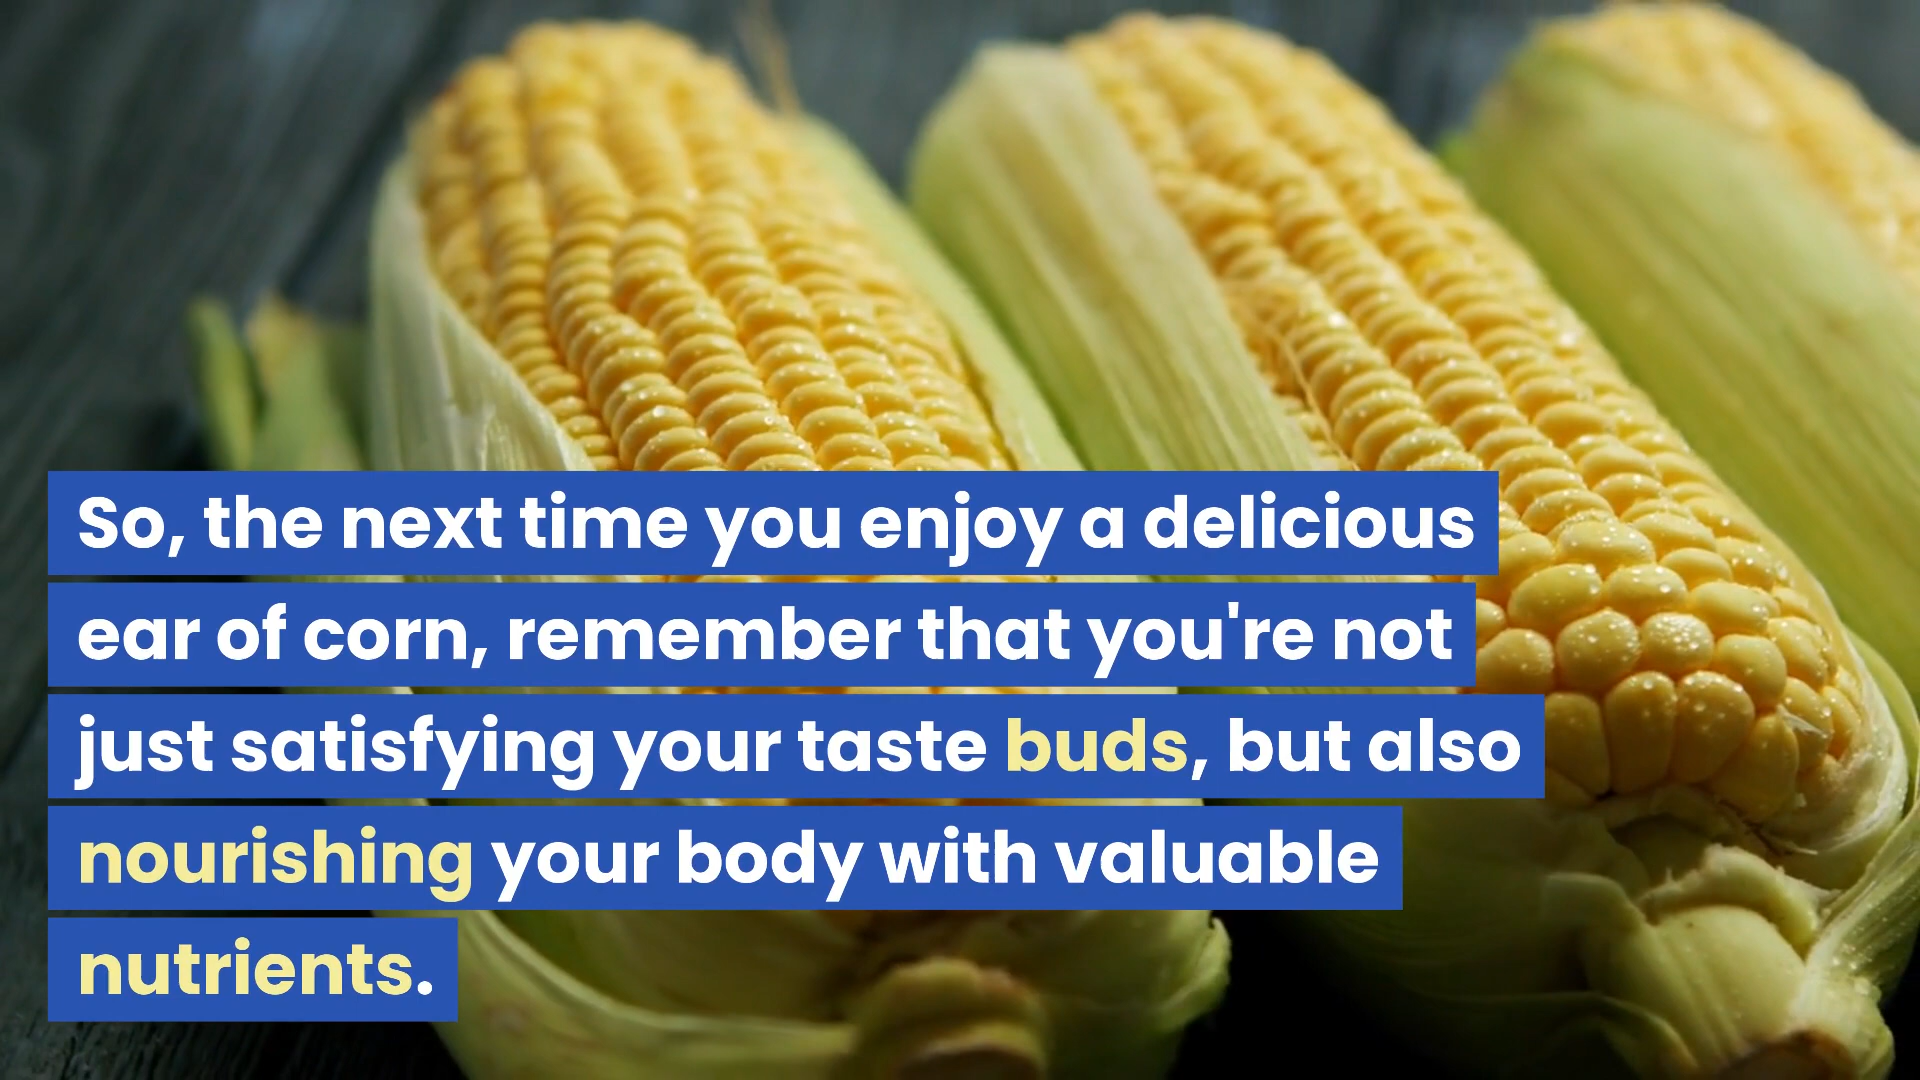 So, the next time you enjoy a delicious
ear of corn, remember that you're not
just satisfying your taste buds, but also
nourishing your body with valuable
nutrients.